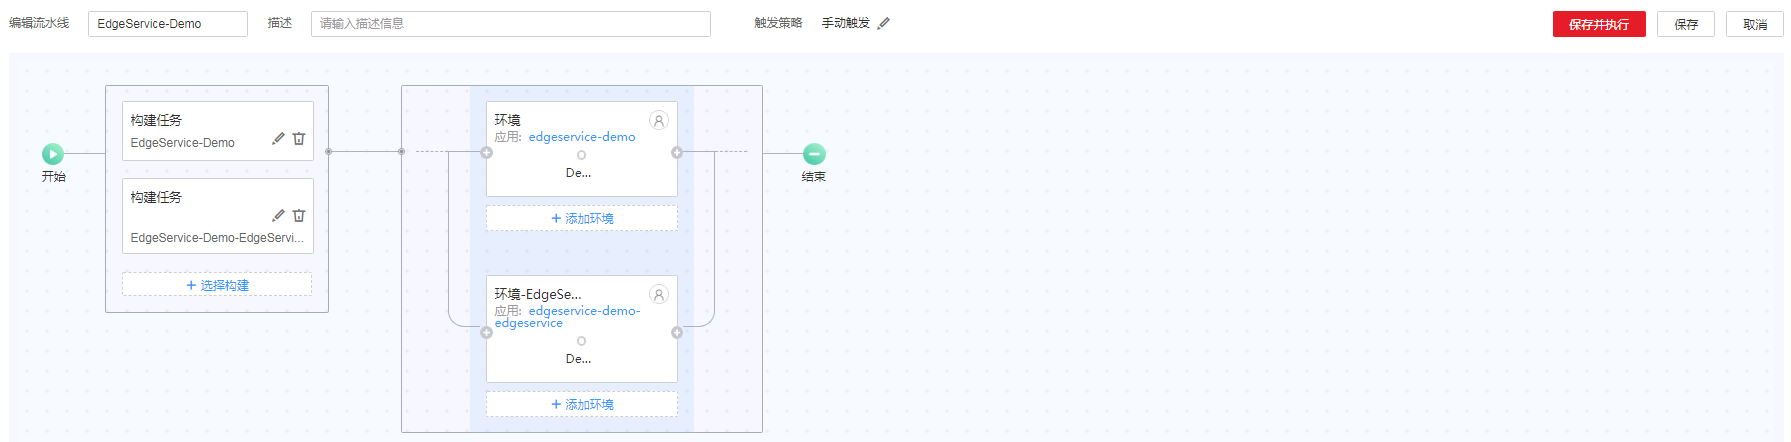 编辑流水线 EdgeService-Demo 描述 请输入描述信息 触发策略 手动触发 保存并执行 保存 取消
开始
构建任务
EdgeService-Demo
构建任务
EdgeService-Demo-EdgeServi...
+ 选择构建
环境
应用: edgeservice-demo
De...
+ 添加环境
环境-EdgeSe...
应用: edgeservice-demo-
edgeservice
De...
+ 添加环境
结束